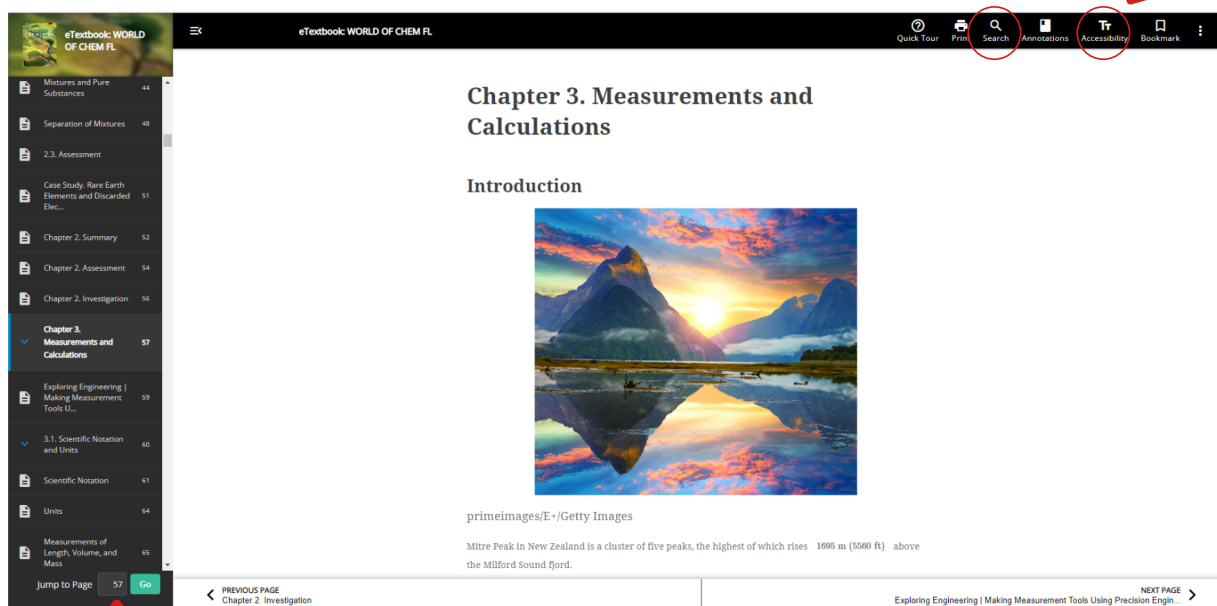 eTextbook: WORLD
OF CHEM FL
eTextbook: WORLD OF CHEM FL
Quick Tour
Print
Search
Annotations
Accessibility
Bookmark
Mixtures and Pure
Substances
44
Separation of Mixtures 48
2.3. Assessment
Case Study. Rare Earth
Elements and Discarded 51
Elec...
Chapter 2. Summary 52
Chapter 2. Assessment 54
Chapter 2. Investigation 56
Chapter 3.
Measurements and 57
Calculations
Exploring Engineering |
Making Measurement 59
Tools U...
3.1. Scientific Notation
and Units
60
Scientific Notation 61
Units 64
Measurements of
Length, Volume, and 65
Mass
Jump to Page 57 Go
Chapter 3. Measurements and
Calculations
Introduction
primeimages/E+/Getty Images
Mitre Peak in New Zealand is a cluster of five peaks, the highest of which rises 1695 m (5560 ft) above
the Milford Sound fjord.
PREVIOUS PAGE
Chapter 2. Investigation
NEXT PAGE
Exploring Engineering | Making Measurement Tools Using Precision Engin...